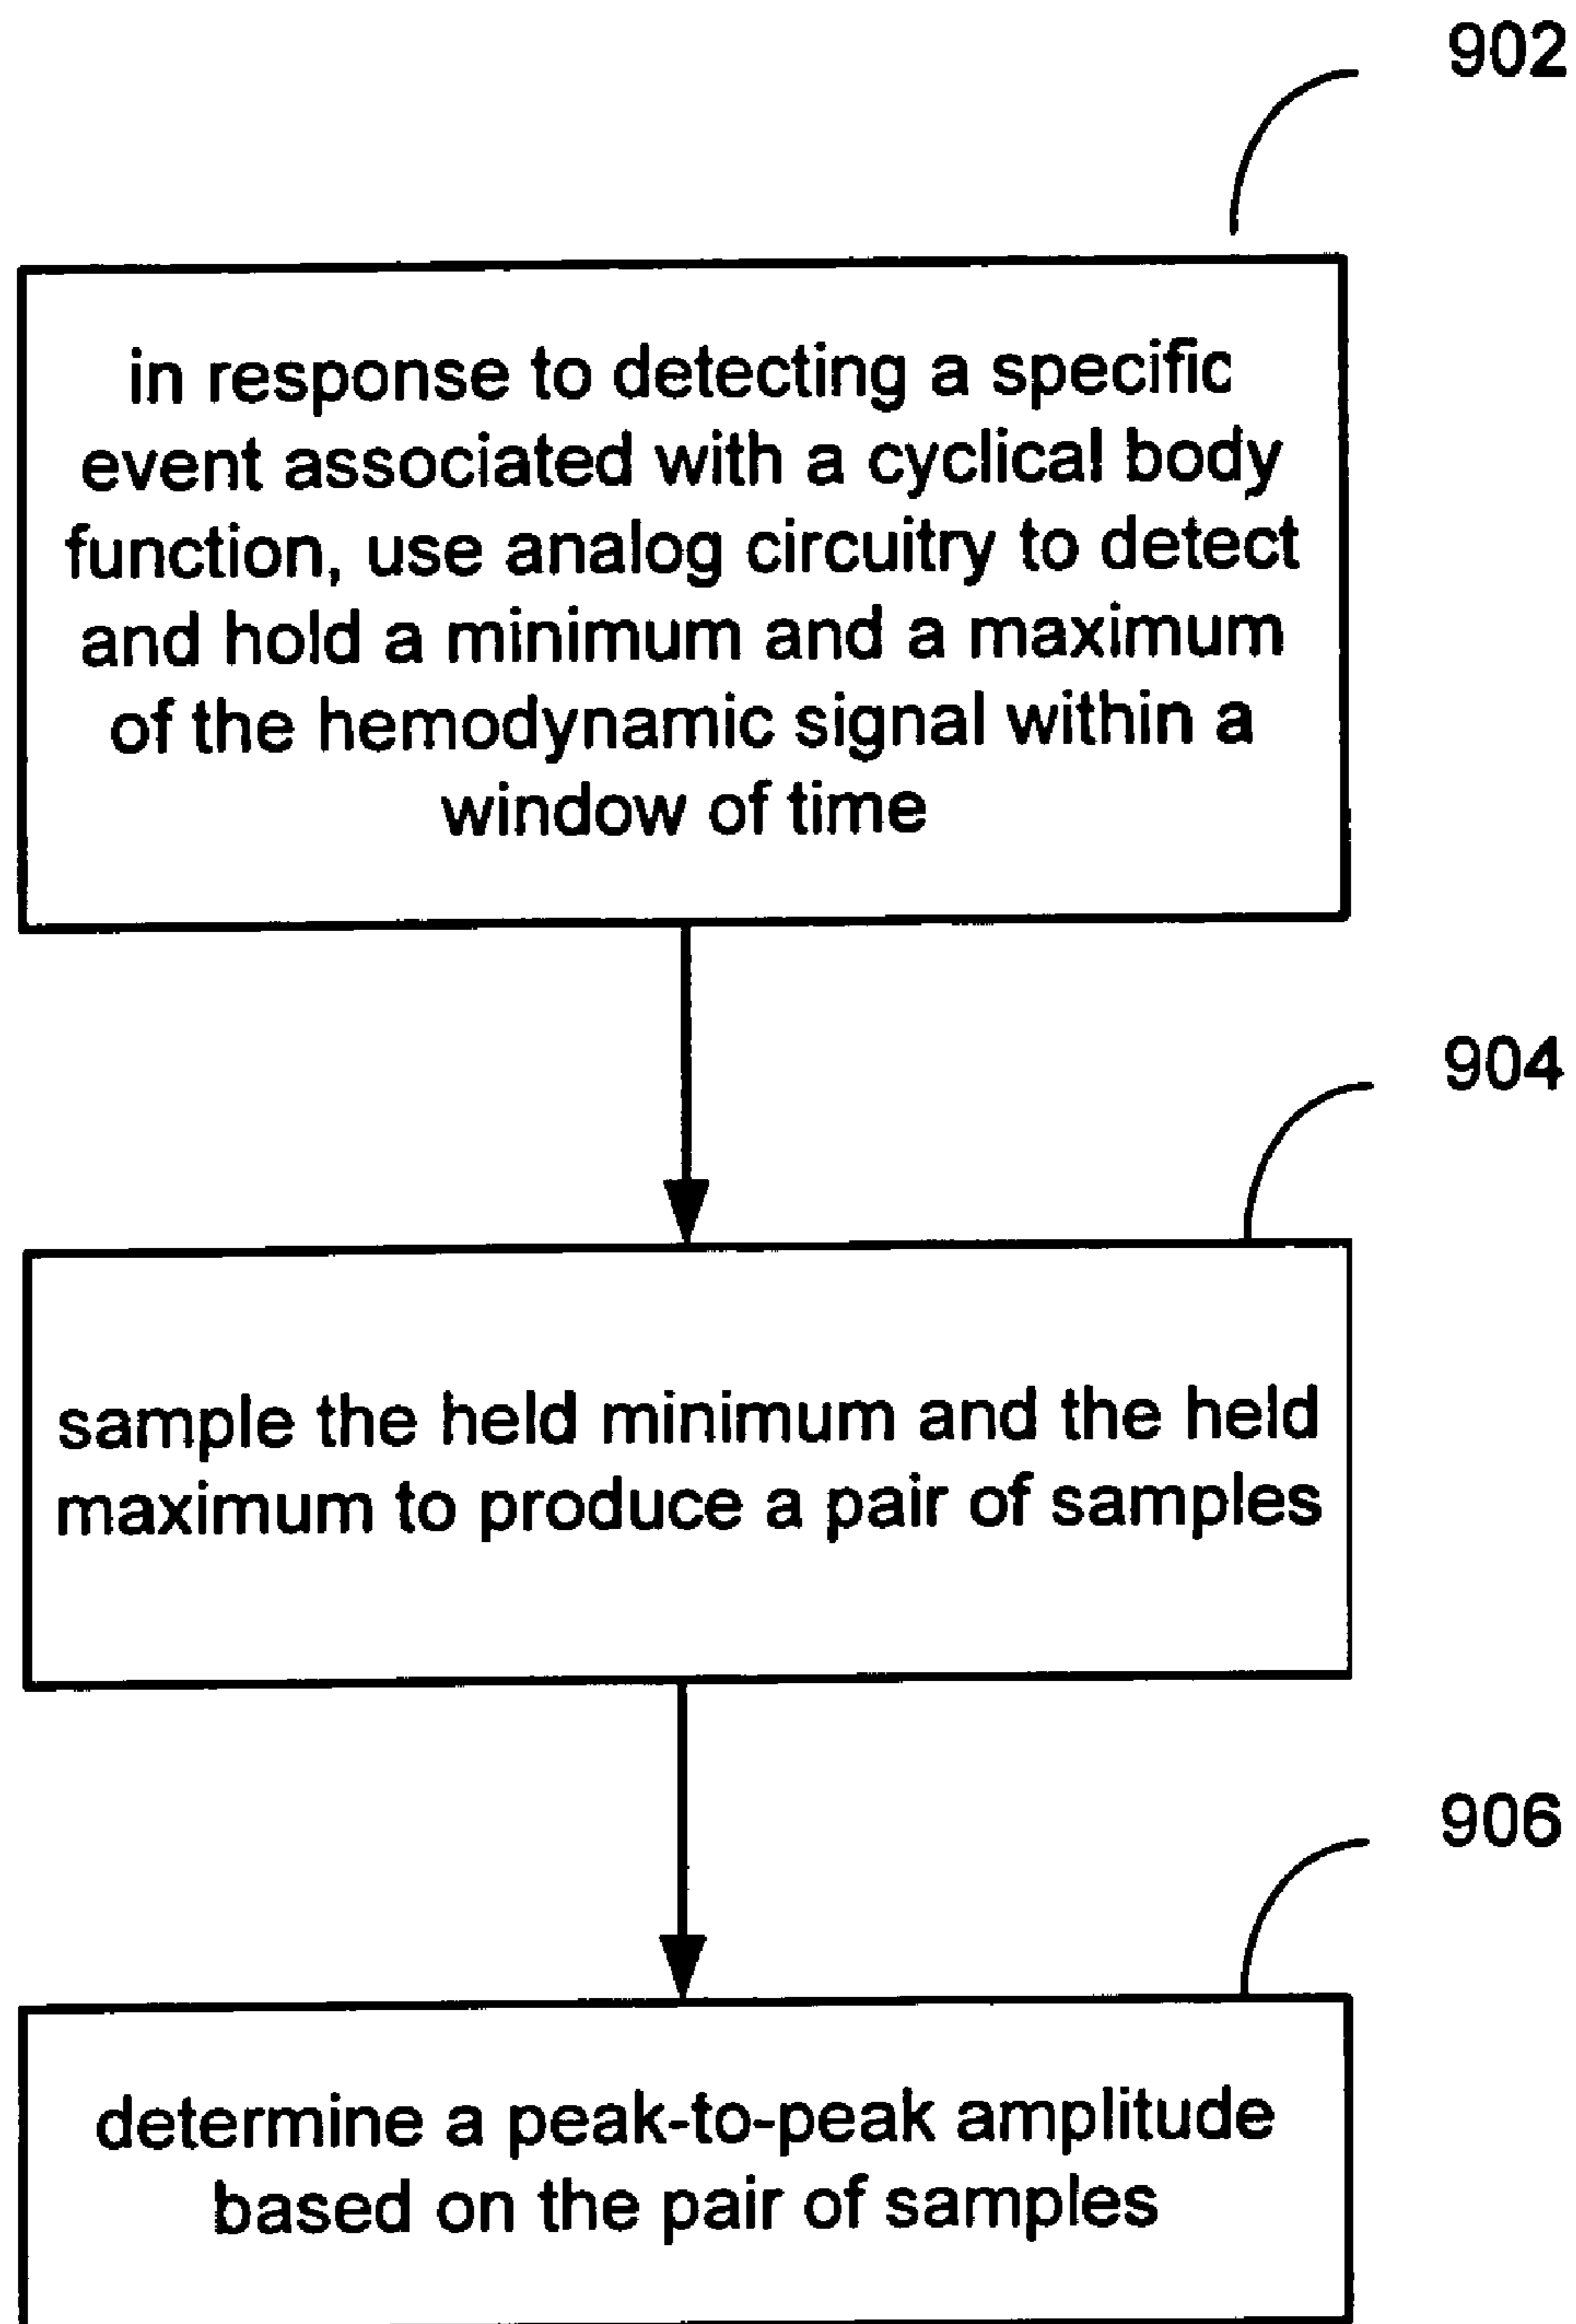 902
in response to detecting a specific
event associated with a cyclical body
function, use analog circuitry to detect
and hold a minimum and a maximum
of the hemodynamic signal within a
window of time
904
sample the held minimum and the held
maximum to produce a pair of samples
906
determine a peak-to-peak amplitude
based on the pair of samples